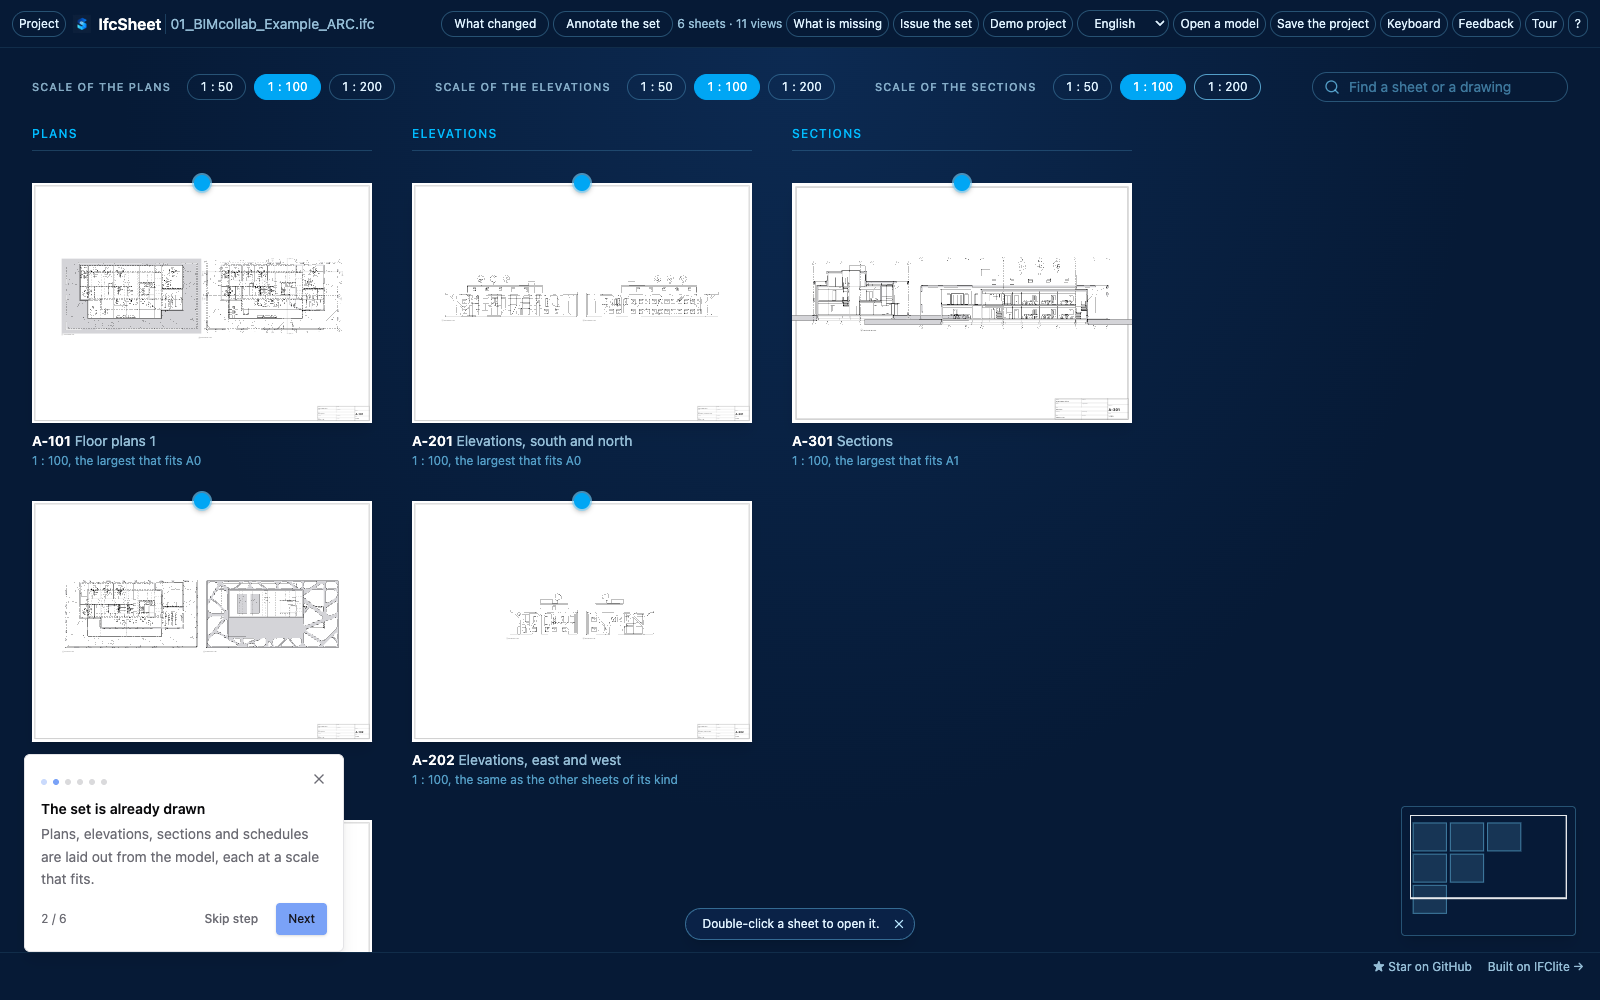 Project IfcSheet 01_BIMcollab_Example_ARC.ifc What changed Annotate the set 6 sheets · 11 views What is missing Issue the set Demo project English Open a model Save the project Keyboard Feedback Tour ?
SCALE OF THE PLANS 1 : 50 1 : 100 1 : 200 SCALE OF THE ELEVATIONS 1 : 50 1 : 100 1 : 200 SCALE OF THE SECTIONS 1 : 50 1 : 100 1 : 200 Find a sheet or a drawing
PLANS ELEVATIONS SECTIONS
A-301
A-101 Floor plans 1
1 : 100, the largest that fits A0
A-201 Elevations, south and north
1 : 100, the largest that fits A0
A-301 Sections
1 : 100, the largest that fits A1
A-202 Elevations, east and west
1 : 100, the same as the other sheets of its kind
The set is already drawn
Plans, elevations, sections and schedules
are laid out from the model, each at a scale
that fits.
2 / 6 Skip step Next
Double-click a sheet to open it.
Star on GitHub Built on IFClite →